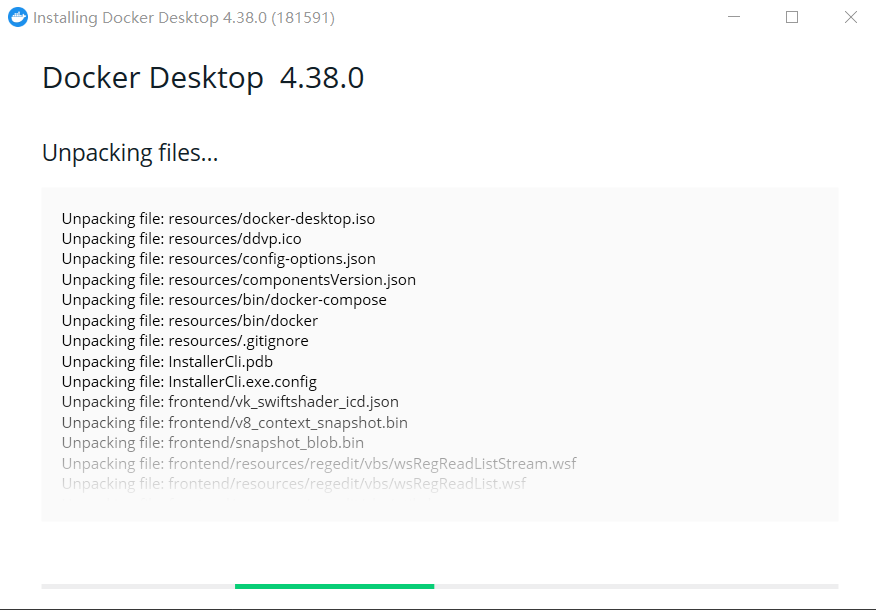 Installing Docker Desktop 4.38.0 (181591)
Docker Desktop 4.38.0
Unpacking files...
Unpacking file: resources/docker-desktop.iso
Unpacking file: resources/ddvp.ico
Unpacking file: resources/config-options.json
Unpacking file: resources/componentsVersion.json
Unpacking file: resources/bin/docker-compose
Unpacking file: resources/bin/docker
Unpacking file: resources/.gitignore
Unpacking file: InstallerCli.pdb
Unpacking file: InstallerCli.exe.config
Unpacking file: frontend/vk_swiftshader_icd.json
Unpacking file: frontend/v8_context_snapshot.bin
Unpacking file: frontend/snapshot_blob.bin
Unpacking file: frontend/resources/regedit/vbs/wsRegReadListStream.wsf
Unpacking file: frontend/resources/regedit/vbs/wsRegReadList.wsf